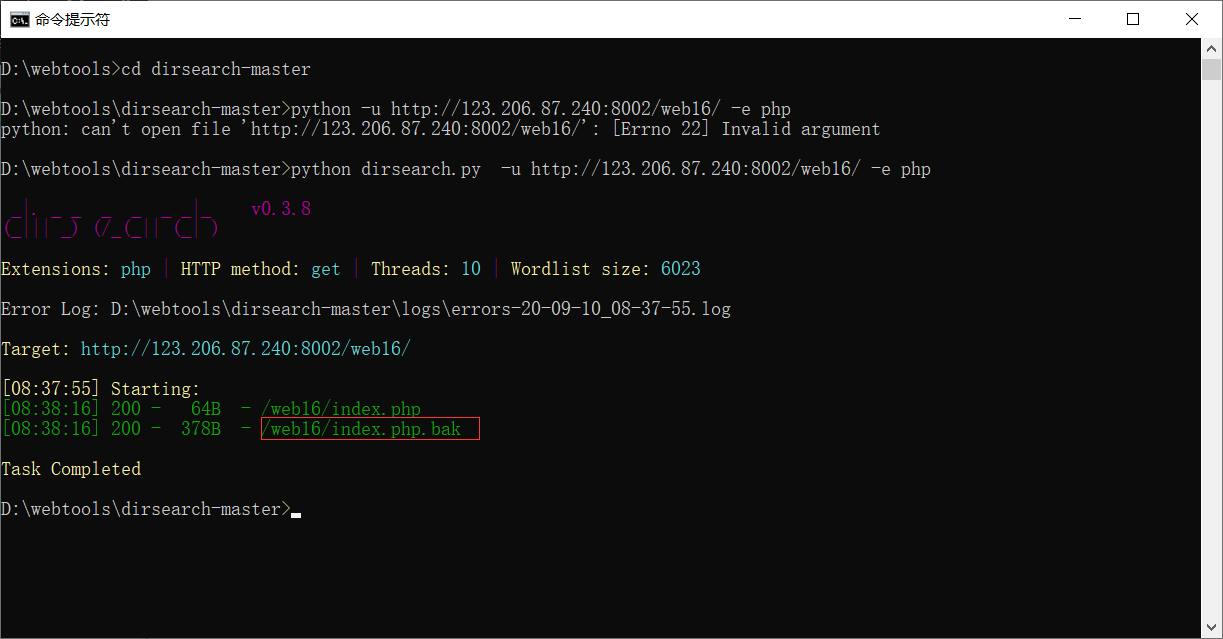 命令提示符
D:\webtools>cd dirsearch-master
D:\webtools\dirsearch-master>python -u http://123.206.87.240:8002/web16/ -e php
python: can't open file 'http://123.206.87.240:8002/web16/': [Errno 22] Invalid argument
D:\webtools\dirsearch-master>python dirsearch.py  -u http://123.206.87.240:8002/web16/ -e php
 _|. _ _  _  _  _ _|_    v0.3.8
(_||| _) (/_(_|| (_| )
Extensions: php | HTTP method: get | Threads: 10 | Wordlist size: 6023
Error Log: D:\webtools\dirsearch-master\logs\errors-20-09-10_08-37-55.log
Target: http://123.206.87.240:8002/web16/
[08:37:55] Starting:
[08:38:16] 200 -   64B  - /web16/index.php
[08:38:16] 200 -  378B  - /web16/index.php.bak
Task Completed
D:\webtools\dirsearch-master>